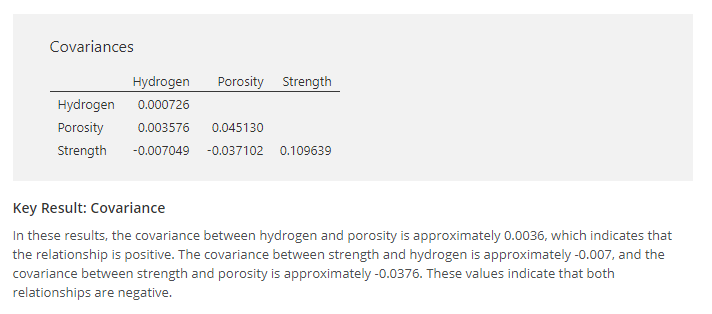 Covariances
Hydrogen Porosity Strength
Hydrogen 0.000726
Porosity 0.003576 0.045130
Strength -0.007049 -0.037102 0.109639
Key Result: Covariance
In these results, the covariance between hydrogen and porosity is approximately 0.0036, which indicates that
the relationship is positive. The covariance between strength and hydrogen is approximately -0.007, and the
covariance between strength and porosity is approximately -0.0376. These values indicate that both
relationships are negative.